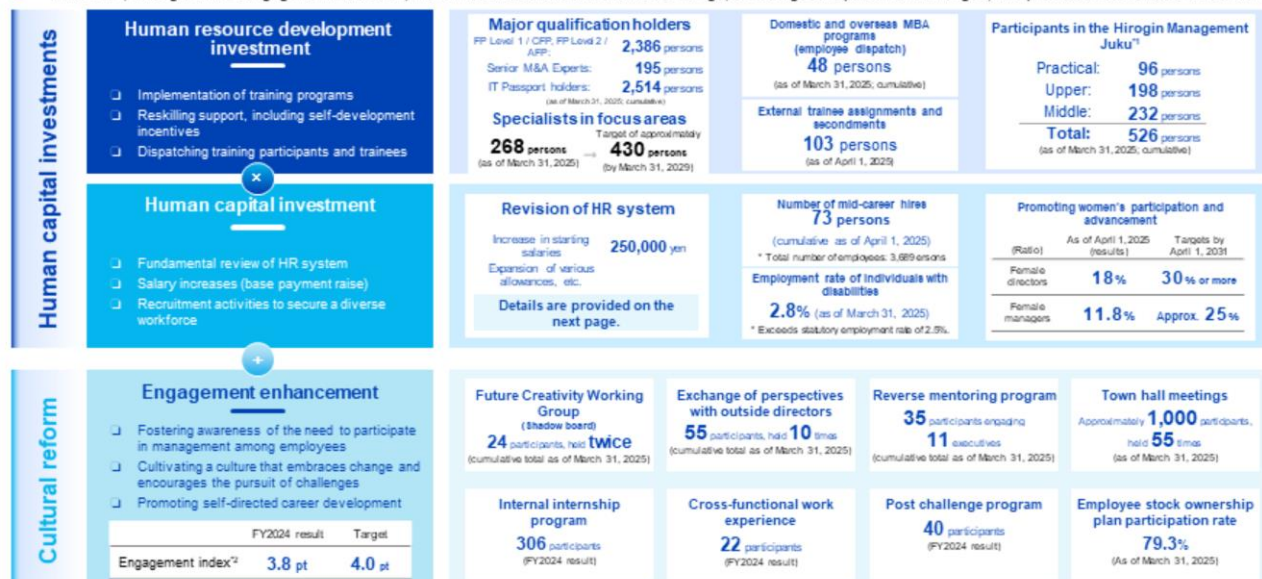 Human capital investments
Human resource development
investment
Implementation of training programs
Reskilling support, including self-development
incentives
Dispatching training participants and trainees
×
Major qualification holders
FP Level 1 / CFP, FP Level 2 /
AFP:
2,386 persons
Senior M&A Experts: 195 persons
IT Passport holders: 2,514 persons
(as of March 31, 2025; cumulative)
Specialists in focus areas
268 persons
(as of March 31, 2025)
→
Target of approximately
430 persons
(by March 31, 2029)
Domestic and overseas MBA
programs
(employee dispatch)
48 persons
(as of March 31, 2025; cumulative)
External trainee assignments and
secondments
103 persons
(as of April 1, 2025)
Participants in the Hirogin Management
Juku*1
Practical: 96 persons
Upper: 198 persons
Middle: 232 persons
Total: 526 persons
(as of March 31, 2025; cumulative)
Human capital investment
Fundamental review of HR system
Salary increases (base payment raise)
Recruitment activities to secure a diverse
workforce
+
Revision of HR system
Increase in starting
salaries
250,000 yen
Expansion of various
allowances, etc.
Details are provided on the
next page.
Number of mid-career hires
73 persons
(cumulative as of April 1, 2025)
* Total number of employees: 3,689ersons
Employment rate of individuals with
disabilities
2.8% (as of March 31, 2025)
* Exceeds statutory employment rate of 2.5%.
Promoting women's participation and
advancement
(Ratio)
As of April 1, 2025
(results)
Targets by
April 1, 2031
Female
directors
18% 30% or more
Female
managers
11.8% Approx. 25%
Cultural reform
Engagement enhancement
Fostering awareness of the need to participate
in management among employees
Cultivating a culture that embraces change and
encourages the pursuit of challenges
Promoting self-directed career development
FY2024 result Target
Engagement index*2 3.8 pt 4.0 pt
Future Creativity Working
Group
(Shadow board)
24 participants, held twice
(cumulative total as of March 31, 2025)
Exchange of perspectives
with outside directors
55 participants, held 10 times
(cumulative total as of March 31, 2025)
Reverse mentoring program
35 participants engaging
11 executives
(cumulative total as of March 31, 2025)
Town hall meetings
Approximately 1,000 participants,
held 55 times
(as of March 31, 2025)
Internal internship
program
306 participants
(FY2024 result)
Cross-functional work
experience
22 participants
(FY2024 result)
Post challenge program
40 participants
(FY2024 result)
Employee stock ownership
plan participation rate
79.3%
(As of March 31, 2025)